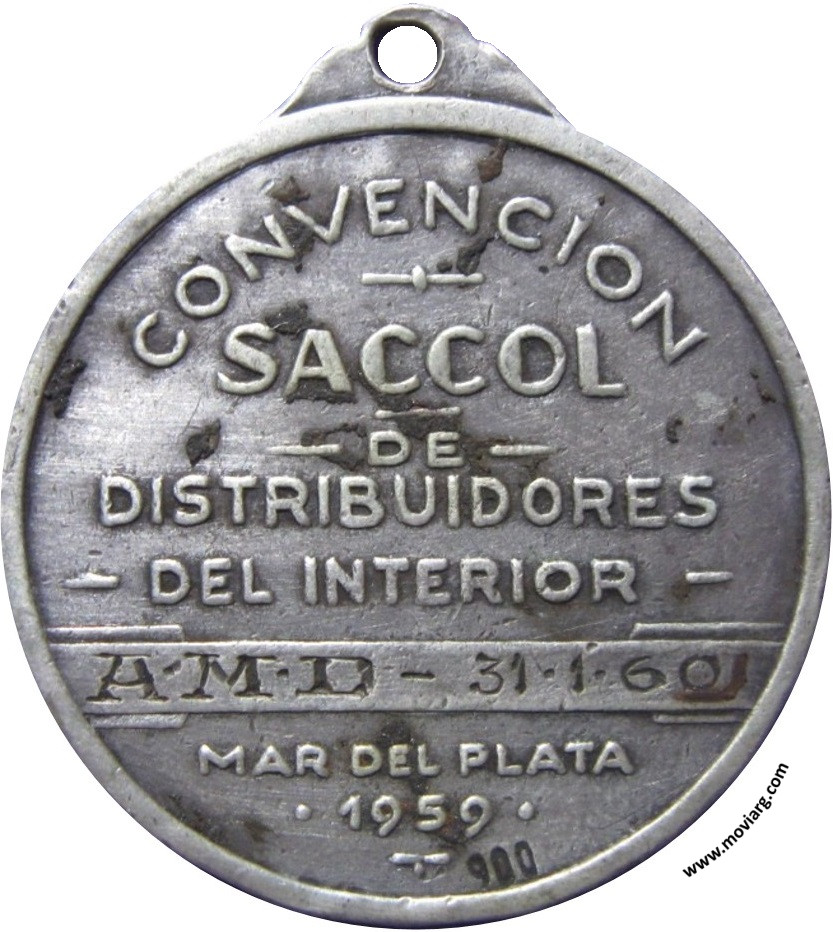 CONVENCION
SACCOL
— DE —
DISTRIBUIDORES
- DEL INTERIOR -
A·M·D - 31·1·60
MAR DEL PLATA
· 1959 ·
900
www.moviarg.com